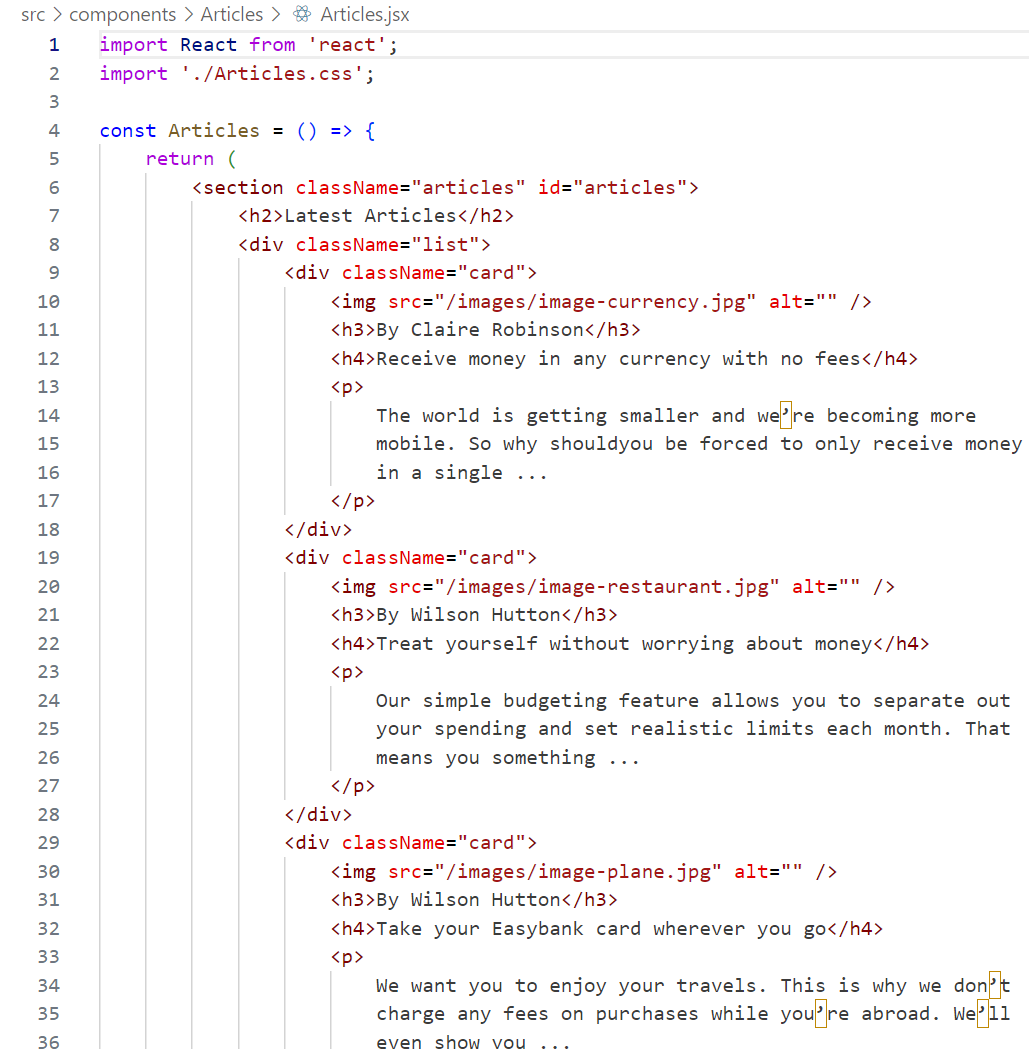 src > components > Articles > Articles.jsx
1 import React from 'react';
2 import './Articles.css';
3
4 const Articles = () => {
5 return (
6 <section className="articles" id="articles">
7 <h2>Latest Articles</h2>
8 <div className="list">
9 <div className="card">
10 <img src="/images/image-currency.jpg" alt="" />
11 <h3>By Claire Robinson</h3>
12 <h4>Receive money in any currency with no fees</h4>
13 <p>
14 The world is getting smaller and we’re becoming more
15 mobile. So why shouldyou be forced to only receive money
16 in a single ...
17 </p>
18 </div>
19 <div className="card">
20 <img src="/images/image-restaurant.jpg" alt="" />
21 <h3>By Wilson Hutton</h3>
22 <h4>Treat yourself without worrying about money</h4>
23 <p>
24 Our simple budgeting feature allows you to separate out
25 your spending and set realistic limits each month. That
26 means you something ...
27 </p>
28 </div>
29 <div className="card">
30 <img src="/images/image-plane.jpg" alt="" />
31 <h3>By Wilson Hutton</h3>
32 <h4>Take your Easybank card wherever you go</h4>
33 <p>
34 We want you to enjoy your travels. This is why we don’t
35 charge any fees on purchases while you’re abroad. We’ll
36 even show you ...